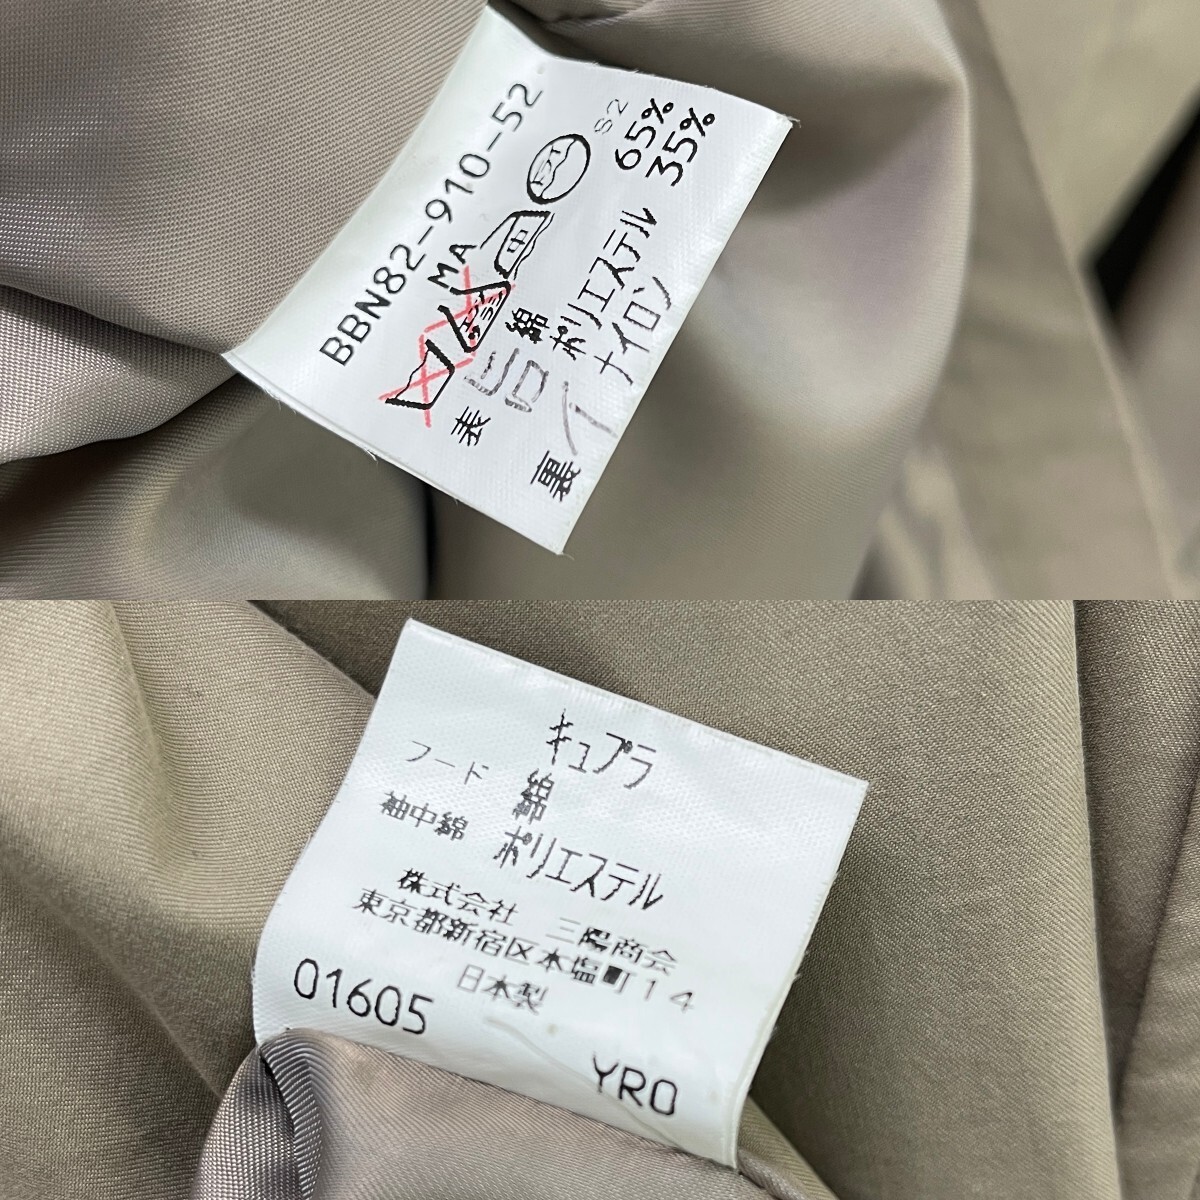 BBN82-910-52
MA
中
S2
表 綿 65%
ポリエステル 35%
裏 ナイロン
キュプラ
フード 綿
袖中綿 ポリエステル
株式会社 三陽商会
東京都新宿区本塩町14
日本製
01605
YRO